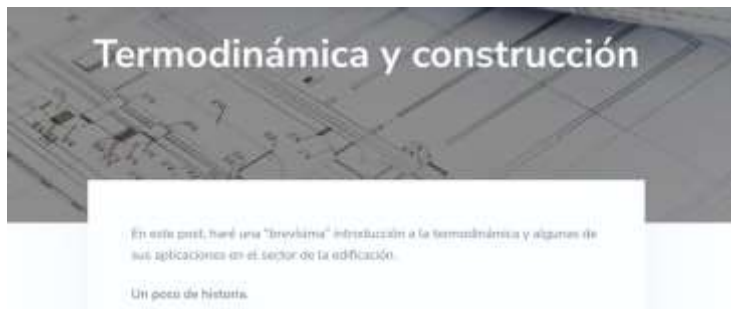 Termodinámica y construcción
En este post, haré una "brevísima" introducción a la termodinámica y algunas de
sus aplicaciones en el sector de la edificación.
Un poco de historia.